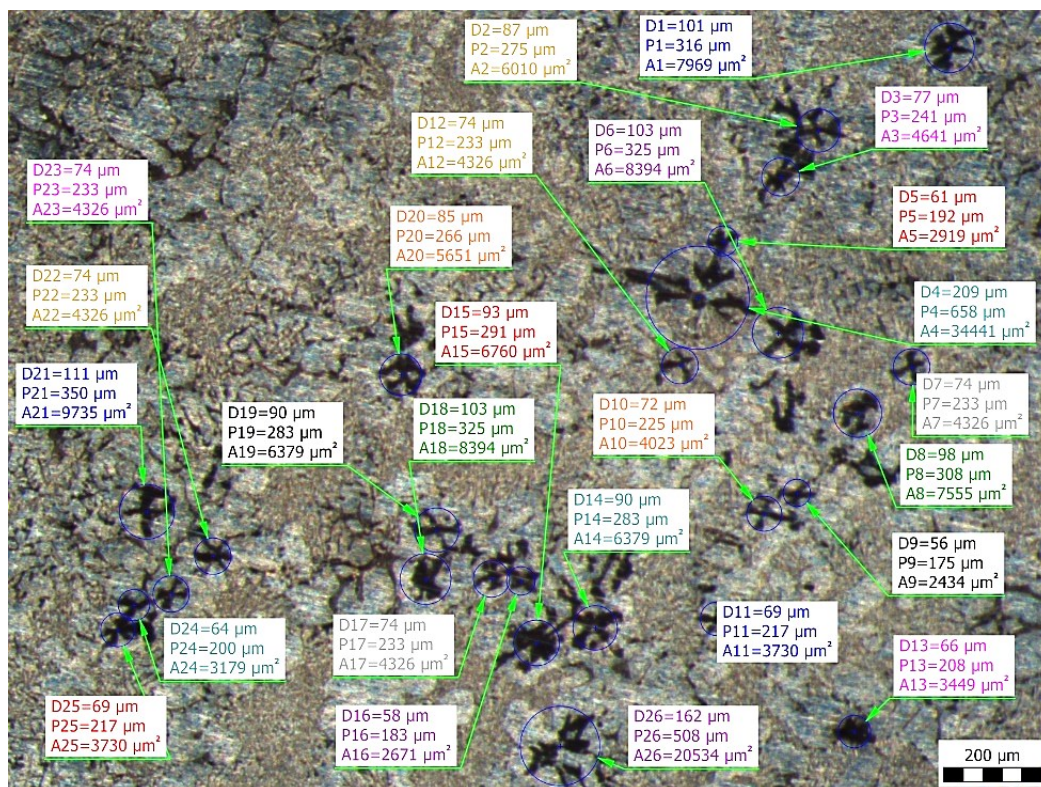 D2=87 µm
P2=275 µm
A2=6010 µm²
D1=101 µm
P1=316 µm
A1=7969 µm²
D3=77 µm
P3=241 µm
A3=4641 µm²
D12=74 µm
P12=233 µm
A12=4326 µm²
D6=103 µm
P6=325 µm
A6=8394 µm²
D23=74 µm
P23=233 µm
A23=4326 µm²
D5=61 µm
P5=192 µm
A5=2919 µm²
D20=85 µm
P20=266 µm
A20=5651 µm²
D22=74 µm
P22=233 µm
A22=4326 µm²
D4=209 µm
P4=658 µm
A4=34441 µm²
D15=93 µm
P15=291 µm
A15=6760 µm²
D21=111 µm
P21=350 µm
A21=9735 µm²
D7=74 µm
P7=233 µm
A7=4326 µm²
D19=90 µm
P19=283 µm
A19=6379 µm²
D18=103 µm
P18=325 µm
A18=8394 µm²
D10=72 µm
P10=225 µm
A10=4023 µm²
D8=98 µm
P8=308 µm
A8=7555 µm²
D14=90 µm
P14=283 µm
A14=6379 µm²
D9=56 µm
P9=175 µm
A9=2434 µm²
D24=64 µm
P24=200 µm
A24=3179 µm²
D17=74 µm
P17=233 µm
A17=4326 µm²
D11=69 µm
P11=217 µm
A11=3730 µm²
D13=66 µm
P13=208 µm
A13=3449 µm²
D25=69 µm
P25=217 µm
A25=3730 µm²
D16=58 µm
P16=183 µm
A16=2671 µm²
D26=162 µm
P26=508 µm
A26=20534 µm²
200 µm